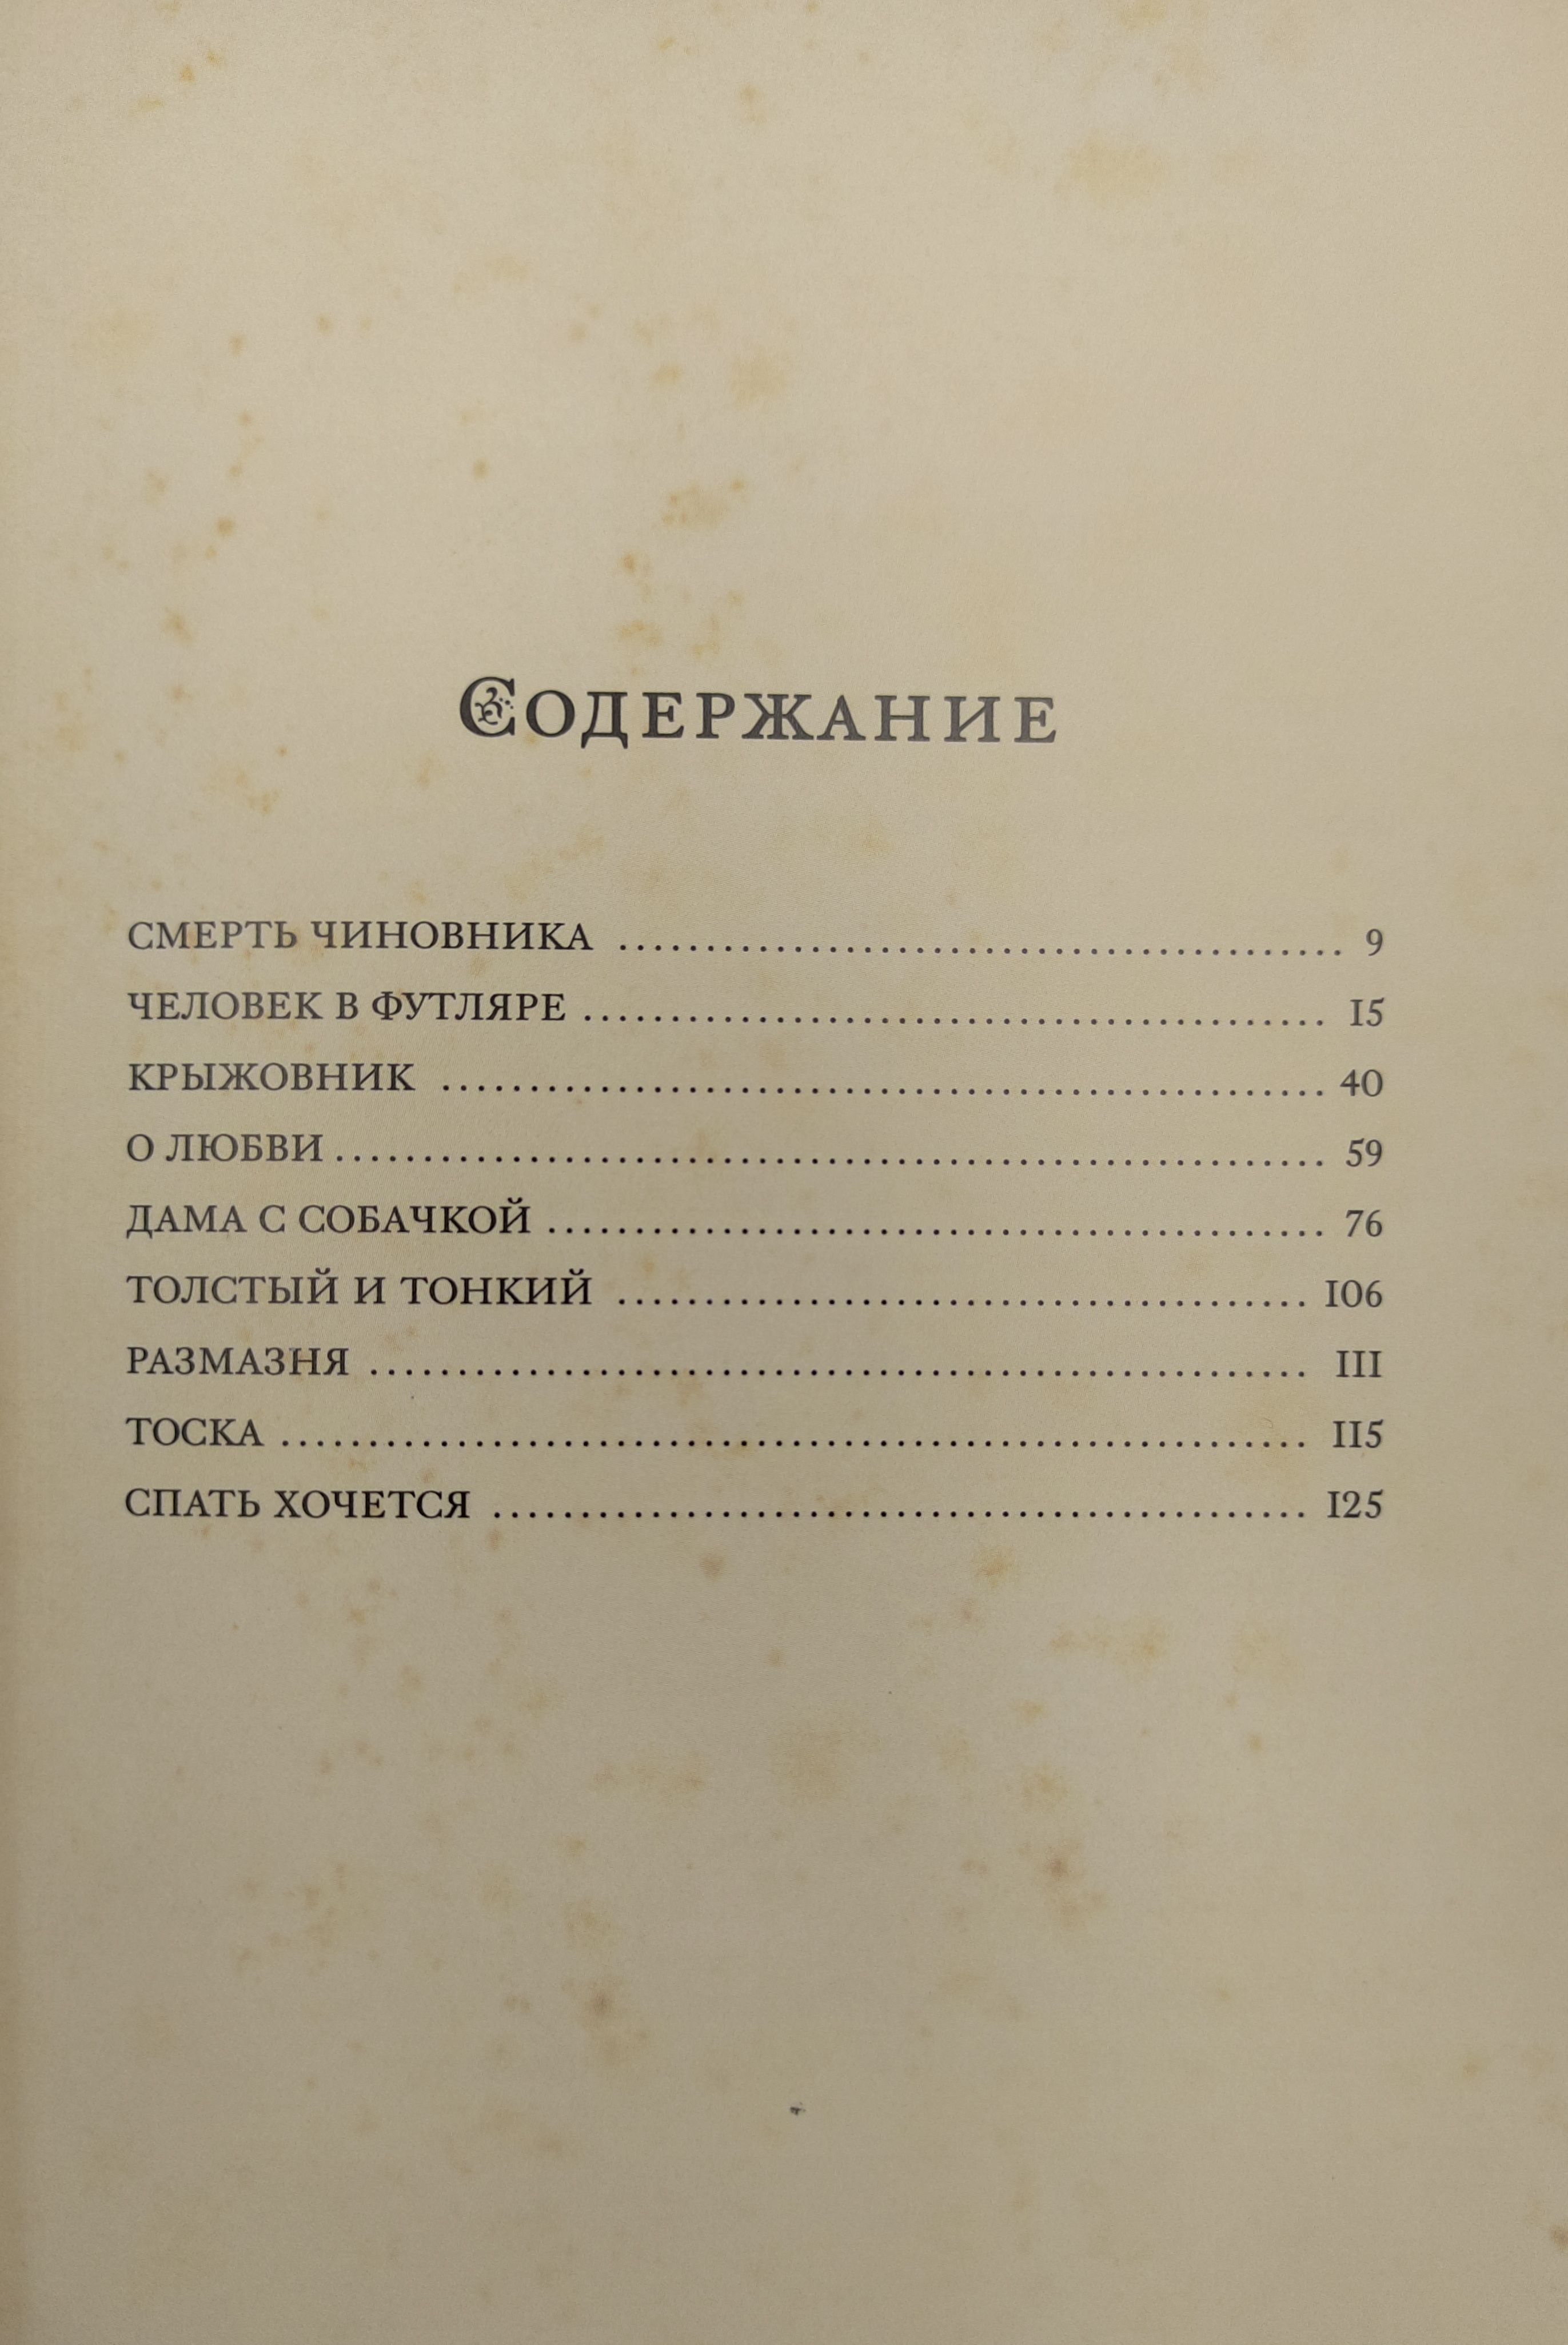 Содержание
СМЕРТЬ ЧИНОВНИКА ........................................ 9
ЧЕЛОВЕК В ФУТЛЯРЕ ........................................ 15
КРЫЖОВНИК ........................................ 40
О ЛЮБВИ ........................................ 59
ДАМА С СОБАЧКОЙ ........................................ 76
ТОЛСТЫЙ И ТОНКИЙ ........................................ 106
РАЗМАЗНЯ ........................................ 111
ТОСКА ........................................ 115
СПАТЬ ХОЧЕТСЯ ........................................ 125